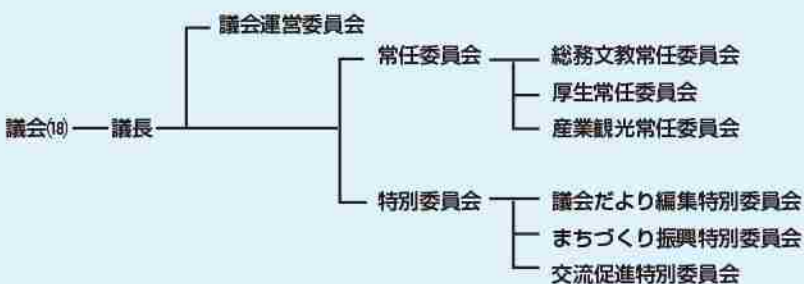 議会運営委員会
常任委員会
総務文教常任委員会
厚生常任委員会
議会(18)
議長
産業観光常任委員会
特別委員会
議会だより編集特別委員会
まちづくり振興特別委員会
交流促進特別委員会